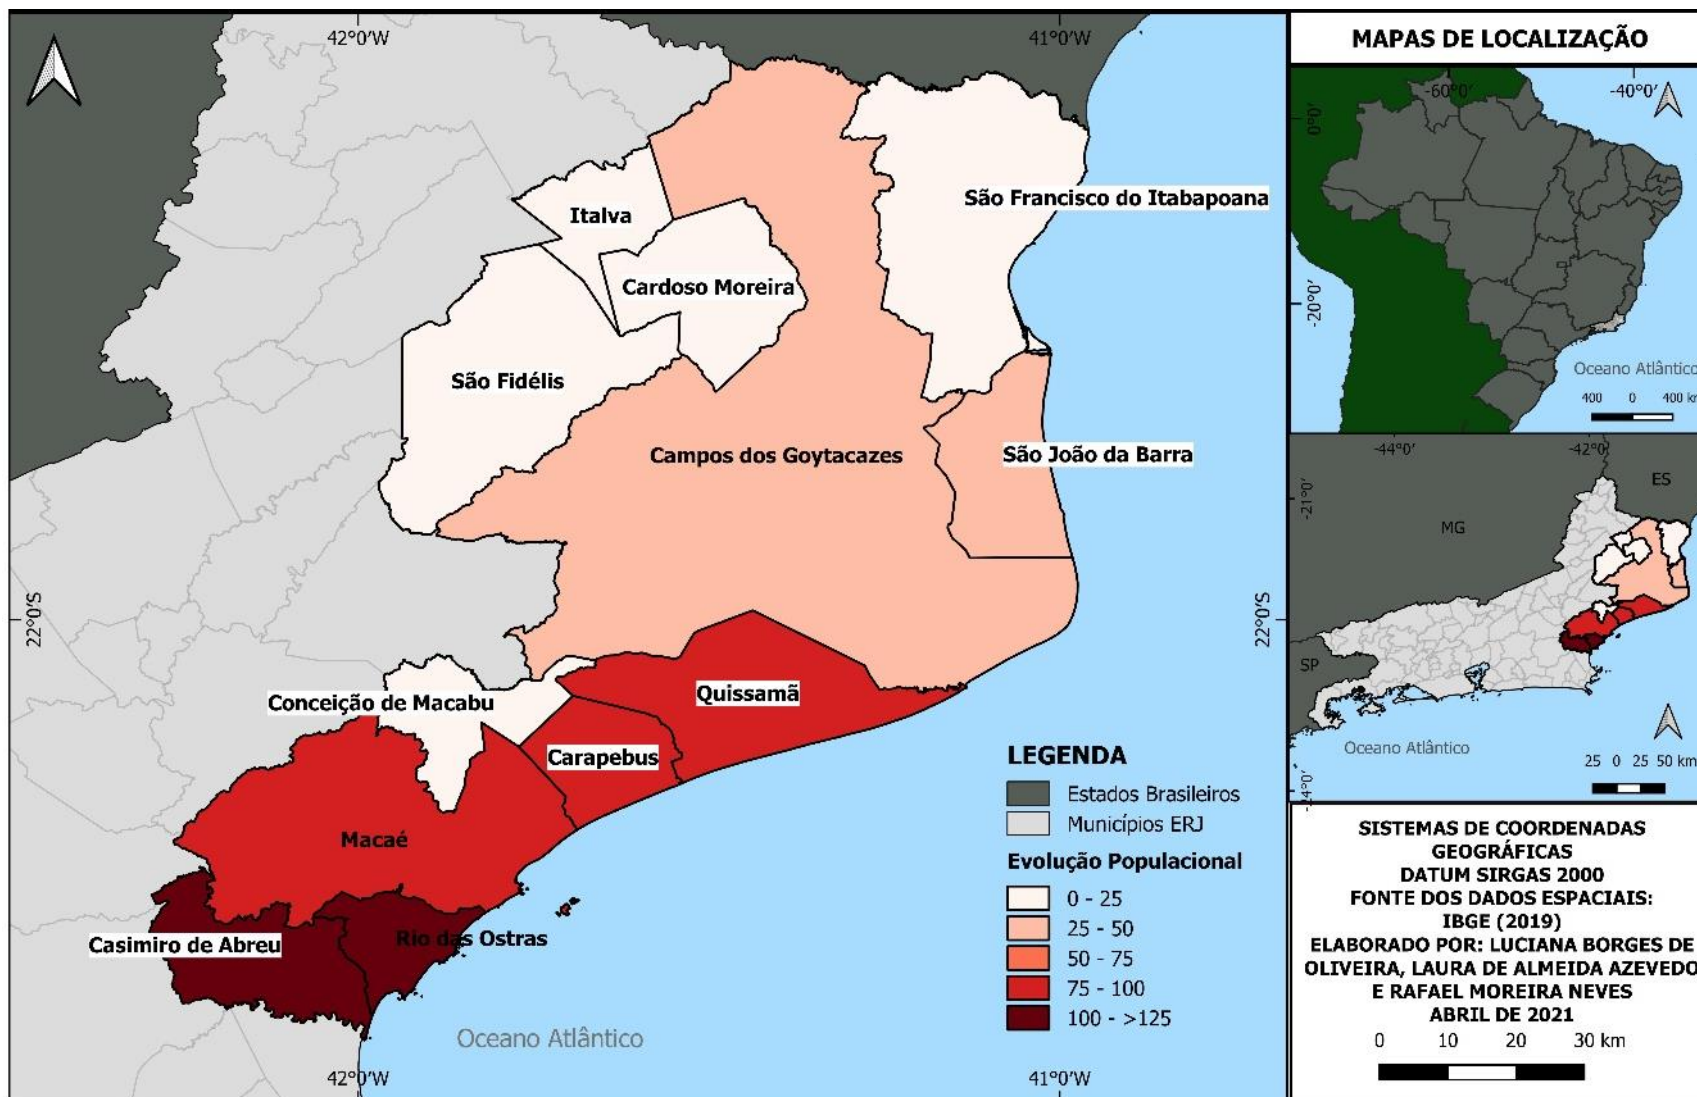 42°0'W
41°0'W
Italva
São Francisco do Itabapoana
Cardoso Moreira
São Fidélis
Campos dos Goytacazes
São João da Barra
22°0'S
22°0'S
Conceição de Macabu
Quissamã
Carapebus
Macaé
Casimiro de Abreu
Rio das Ostras
Oceano Atlântico
42°0'W
41°0'W
LEGENDA
Estados Brasileiros
Municípios ERJ
Evolução Populacional
0 - 25
25 - 50
50 - 75
75 - 100
100 - >125
MAPAS DE LOCALIZAÇÃO
-60°0'
-40°0'
0°0'
-20°0'
Oceano Atlântico
400 0 400 km
-44°0'
-42°0'
-21°0'
ES
MG
SP
Oceano Atlântico
25 0 25 50 km
-24°0'
SISTEMAS DE COORDENADAS
GEOGRÁFICAS
DATUM SIRGAS 2000
FONTE DOS DADOS ESPACIAIS:
IBGE (2019)
ELABORADO POR: LUCIANA BORGES DE
OLIVEIRA, LAURA DE ALMEIDA AZEVEDO
E RAFAEL MOREIRA NEVES
ABRIL DE 2021
0 10 20 30 km